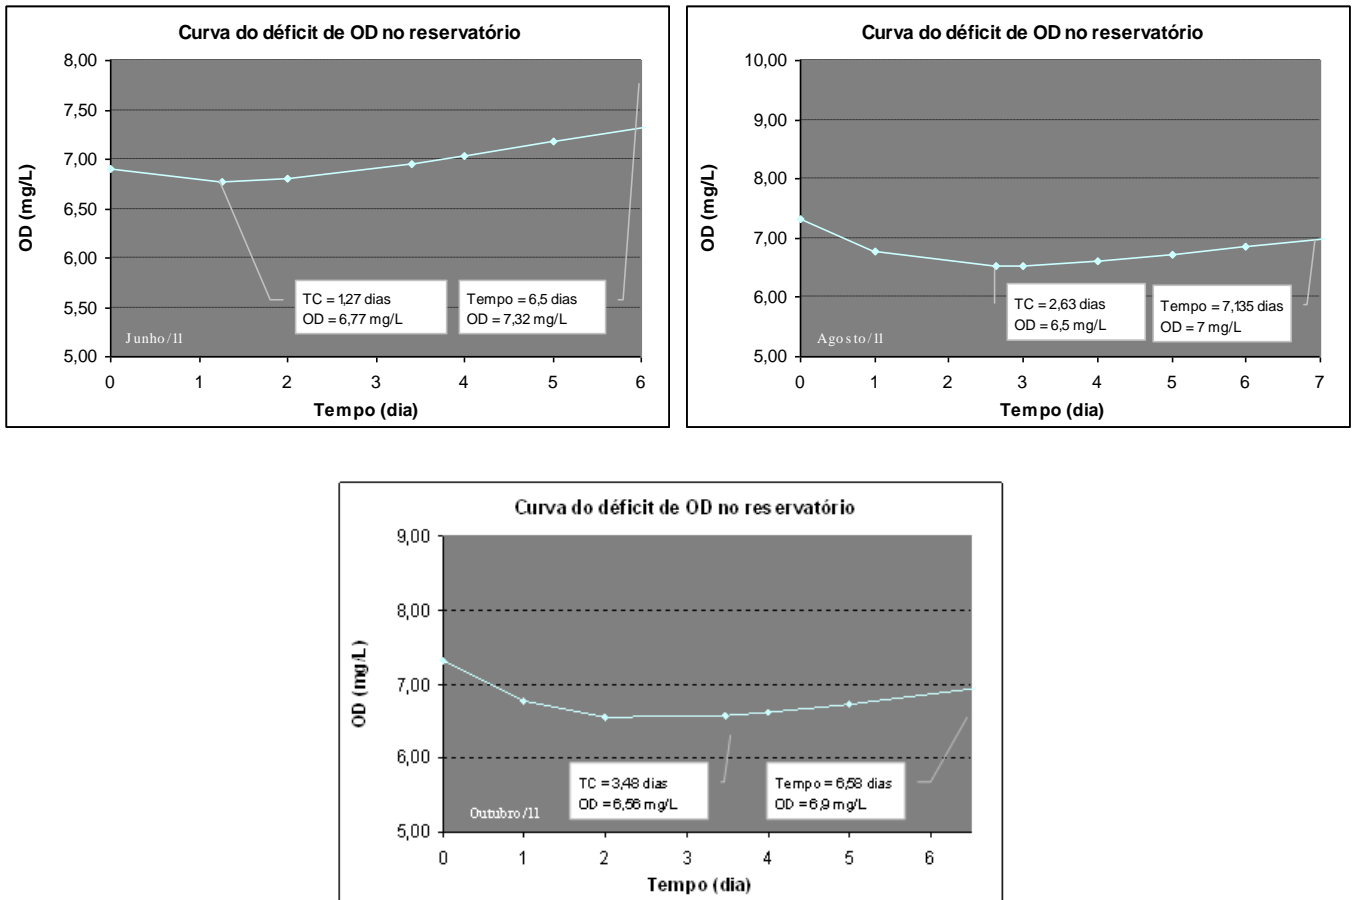 Curva do déficit de OD no reservatório
8,00
7,50
7,00
6,50
6,00
5,50
5,00
OD (mg/L)
TC = 1,27 dias
OD = 6,77 mg/L
Tempo = 6,5 dias
OD = 7,32 mg/L
Junho/11
0 1 2 3 4 5 6
Tempo (dia)
Curva do déficit de OD no reservatório
10,00
9,00
8,00
7,00
6,00
5,00
OD (mg/L)
TC = 2,63 dias
OD = 6,5 mg/L
Tempo = 7,135 dias
OD = 7 mg/L
Agosto/11
0 1 2 3 4 5 6 7
Tempo (dia)
Curva do déficit de OD no reservatório
9,00
8,00
7,00
6,00
5,00
OD (mg/L)
TC = 3,48 dias
OD = 6,56 mg/L
Tempo = 6,58 dias
OD = 6,9 mg/L
Outubro/11
0 1 2 3 4 5 6
Tempo (dia)